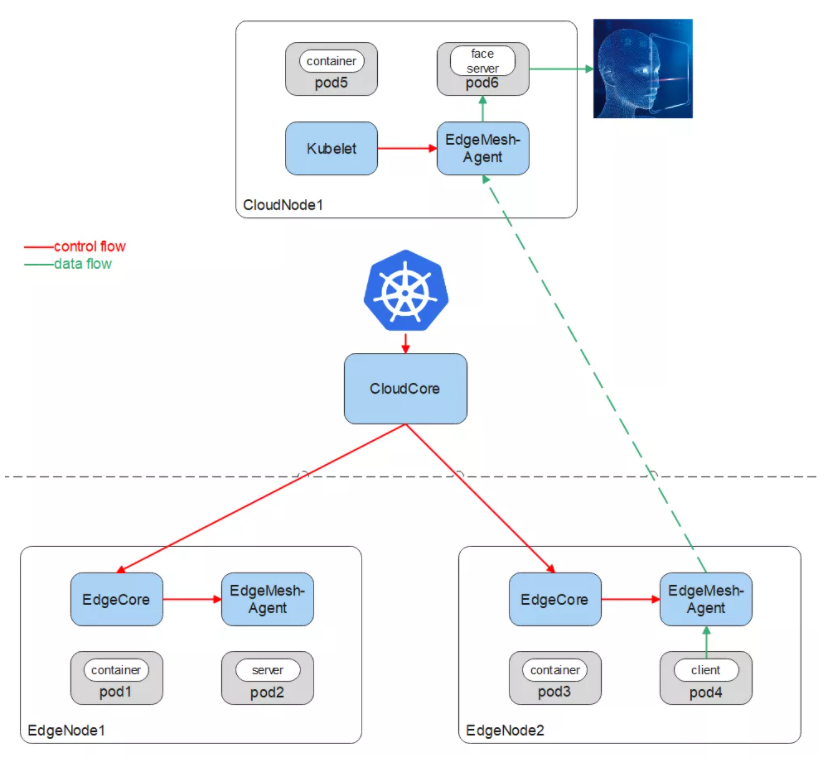 container
pod5
face
server
pod6
Kubelet
EdgeMesh-
Agent
CloudNode1
control flow
data flow
CloudCore
EdgeCore
EdgeMesh-
Agent
container
pod1
server
pod2
EdgeNode1
EdgeCore
EdgeMesh-
Agent
container
pod3
client
pod4
EdgeNode2